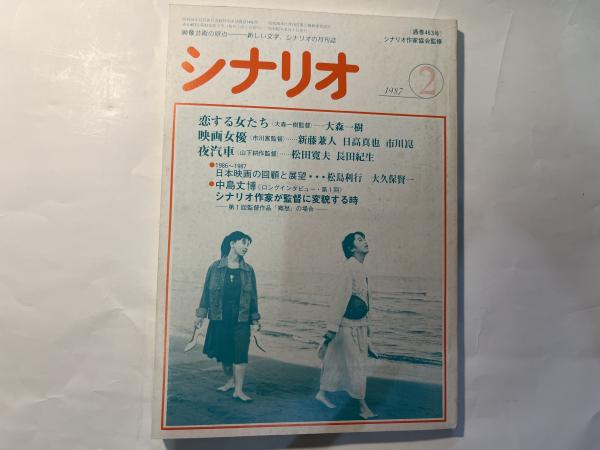 映像芸術の原点――新しい文学、シナリオの月刊誌
(通巻463号)
シナリオ作家協会監修
シナリオ
1987
2
恋する女たち(大森一樹監督)……大森一樹
映画女優(市川崑監督)……新藤兼人 日高真也 市川崑
夜汽車(山下耕作監督)……松田寛夫 長田紀生
●1986〜1987
日本映画の回顧と展望・・・松島利行 大久保賢一
●中島丈博(ロングインタビュー・第1回)
シナリオ作家が監督に変貌する時
――第1回監督作品「郷愁」の場合――